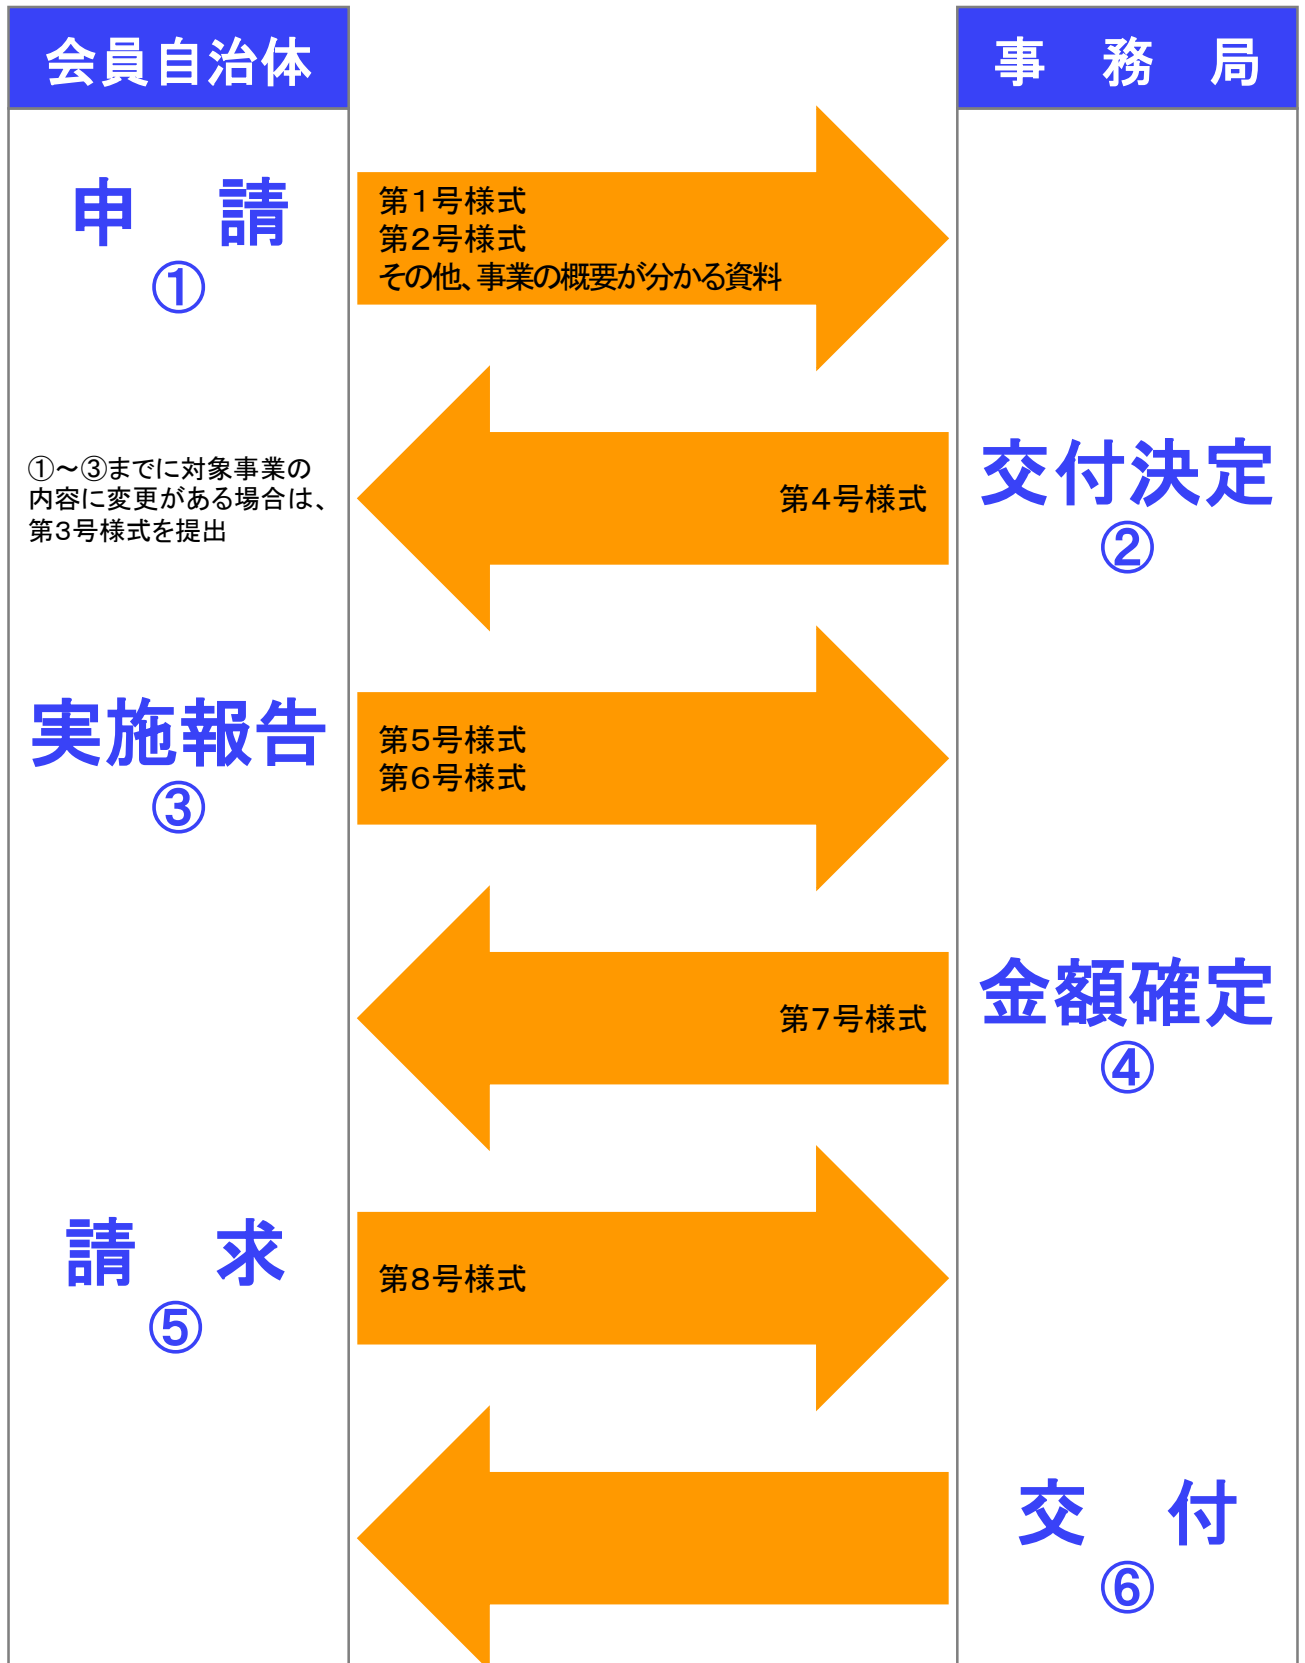 会員自治体
事　務　局
申　請
①
第1号様式
第2号様式
その他、事業の概要が分かる資料
①～③までに対象事業の
内容に変更がある場合は、
第3号様式を提出
第4号様式
交付決定
②
実施報告
③
第5号様式
第6号様式
第7号様式
金額確定
④
請　求
⑤
第8号様式
交　付
⑥